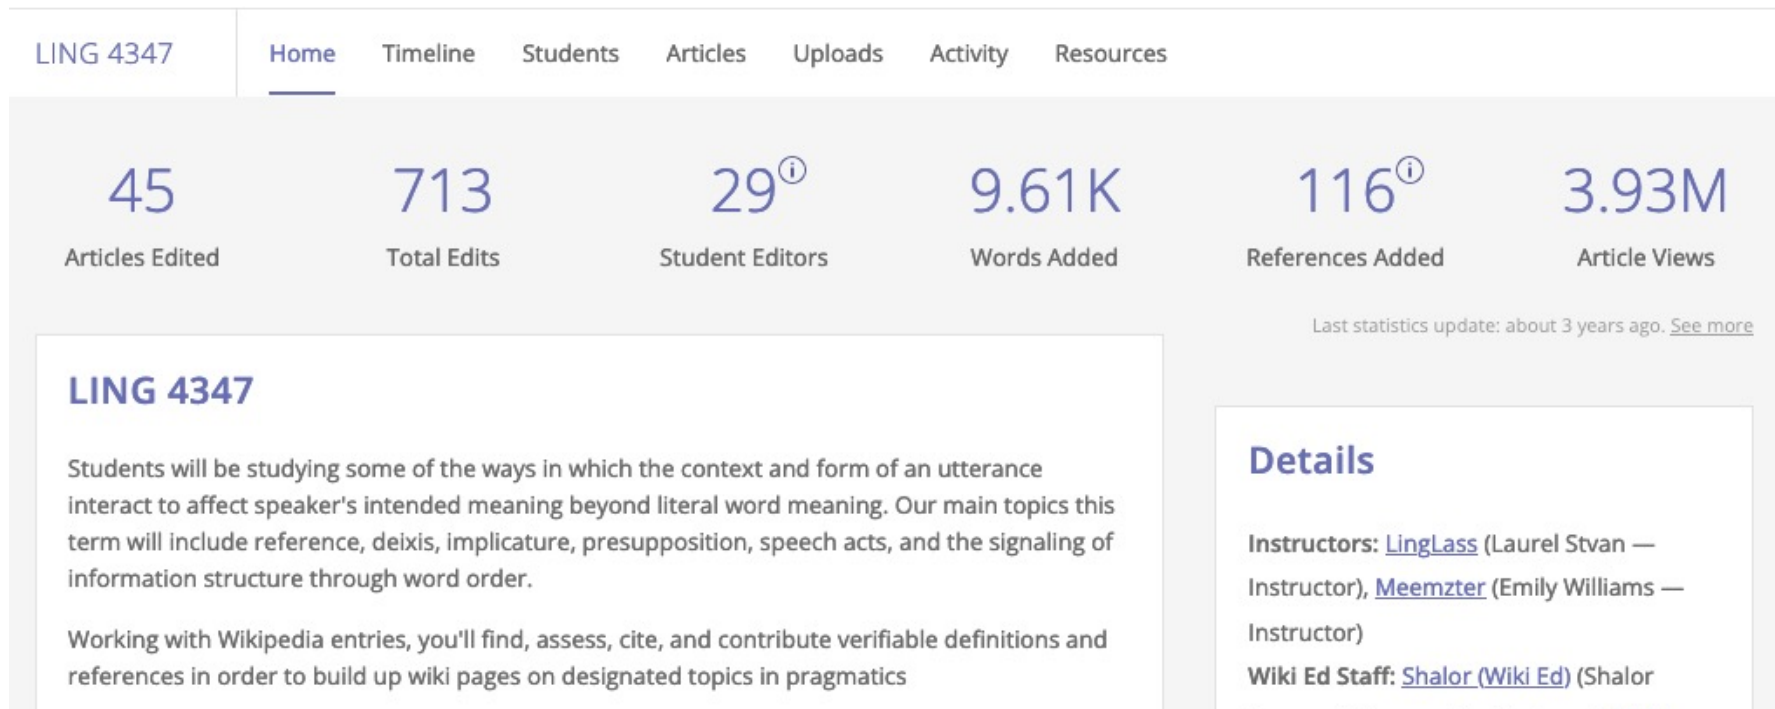 LING 4347
Home Timeline Students Articles Uploads Activity Resources
45 713 29 9.61K 116 3.93M
Articles Edited Total Edits Student Editors Words Added References Added Article Views
Last statistics update: about 3 years ago. See more
LING 4347
Students will be studying some of the ways in which the context and form of an utterance
interact to affect speaker's intended meaning beyond literal word meaning. Our main topics this
term will include reference, deixis, implicature, presupposition, speech acts, and the signaling of
information structure through word order.
Working with Wikipedia entries, you'll find, assess, cite, and contribute verifiable definitions and
references in order to build up wiki pages on designated topics in pragmatics
Details
Instructors: LingLass (Laurel Stvan —
Instructor), Meemzter (Emily Williams —
Instructor)
Wiki Ed Staff: Shalor (Wiki Ed) (Shalor